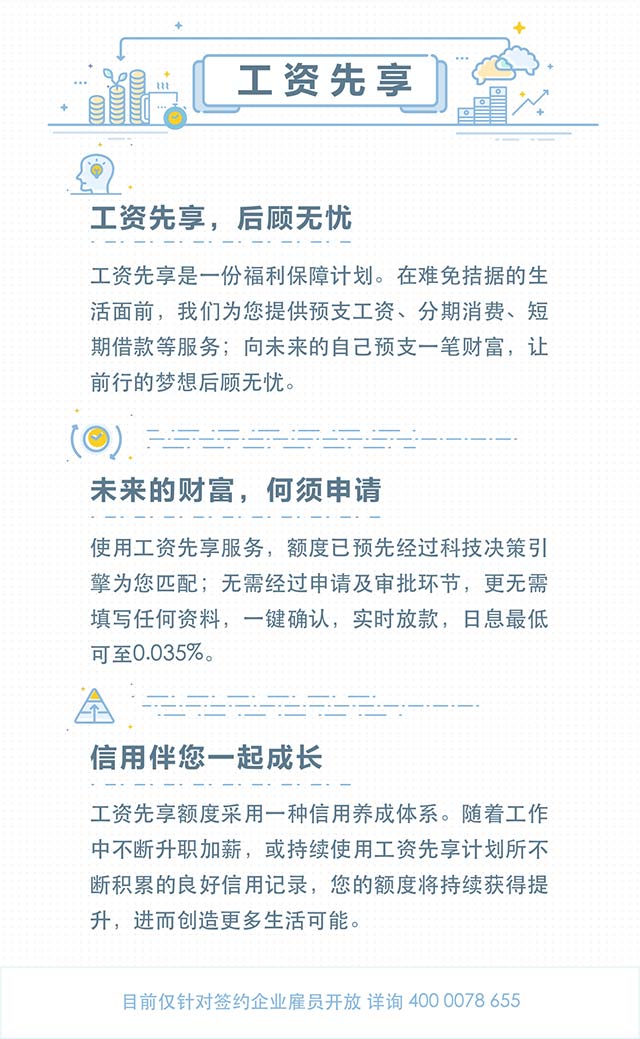 工资先享
工资先享，后顾无忧
工资先享是一份福利保障计划。在难免拮据的生
活面前，我们为您提供预支工资、分期消费、短
期借款等服务；向未来的自己预支一笔财富，让
前行的梦想后顾无忧。
未来的财富，何须申请
使用工资先享服务，额度已预先经过科技决策引
擎为您匹配；无需经过申请及审批环节，更无需
填写任何资料，一键确认，实时放款，日息最低
可至0.035%。
信用伴您一起成长
工资先享额度采用一种信用养成体系。随着工作
中不断升职加薪，或持续使用工资先享计划所不
断积累的良好信用记录，您的额度将持续获得提
升，进而创造更多生活可能。
目前仅针对签约企业雇员开放 详询 400 0078 655